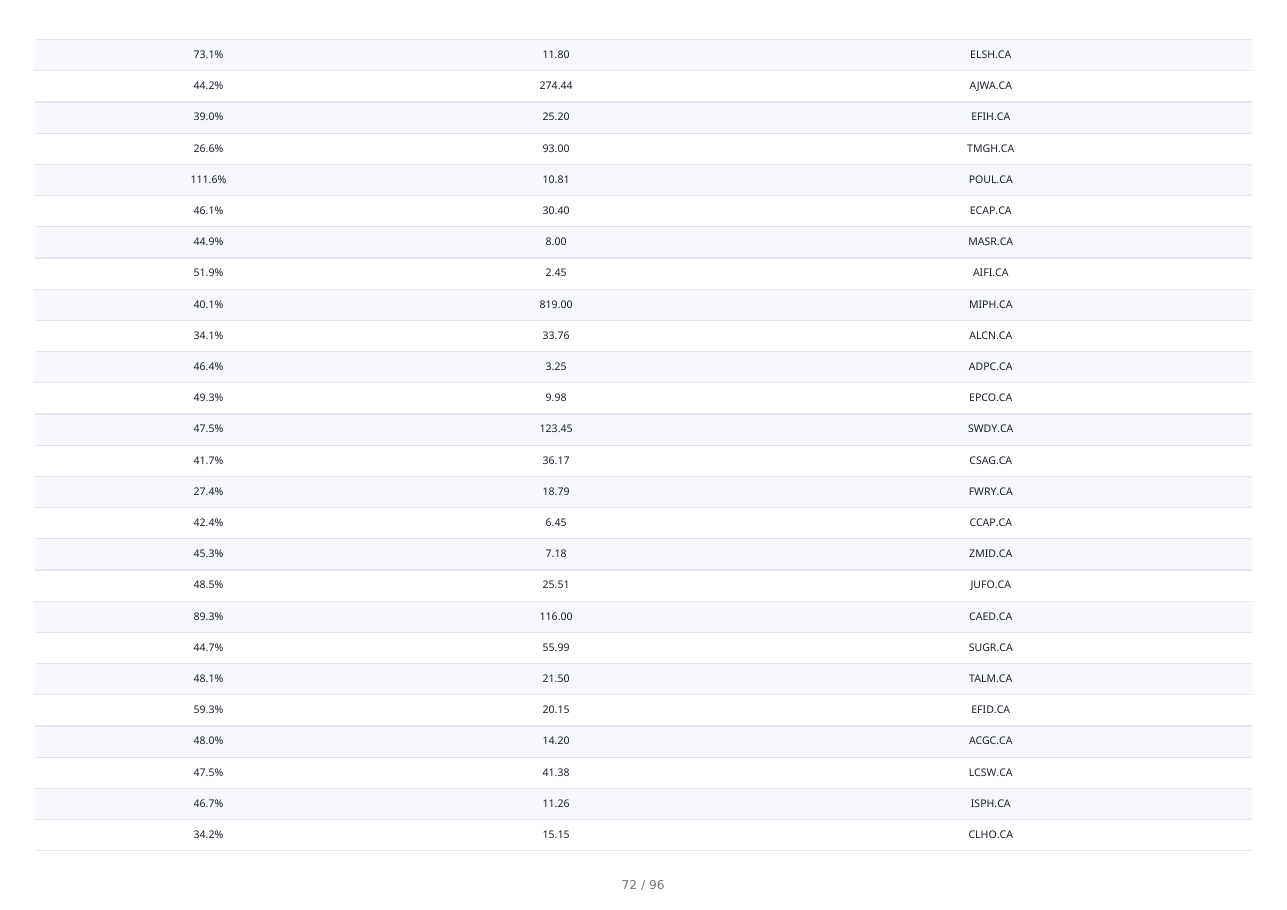 73.1% 11.80 ELSH.CA
44.2% 274.44 AJWA.CA
39.0% 25.20 EFIH.CA
26.6% 93.00 TMGH.CA
111.6% 10.81 POUL.CA
46.1% 30.40 ECAP.CA
44.9% 8.00 MASR.CA
51.9% 2.45 AIFI.CA
40.1% 819.00 MIPH.CA
34.1% 33.76 ALCN.CA
46.4% 3.25 ADPC.CA
49.3% 9.98 EPCO.CA
47.5% 123.45 SWDY.CA
41.7% 36.17 CSAG.CA
27.4% 18.79 FWRY.CA
42.4% 6.45 CCAP.CA
45.3% 7.18 ZMID.CA
48.5% 25.51 JUFO.CA
89.3% 116.00 CAED.CA
44.7% 55.99 SUGR.CA
48.1% 21.50 TALM.CA
59.3% 20.15 EFID.CA
48.0% 14.20 ACGC.CA
47.5% 41.38 LCSW.CA
46.7% 11.26 ISPH.CA
34.2% 15.15 CLHO.CA
72 / 96